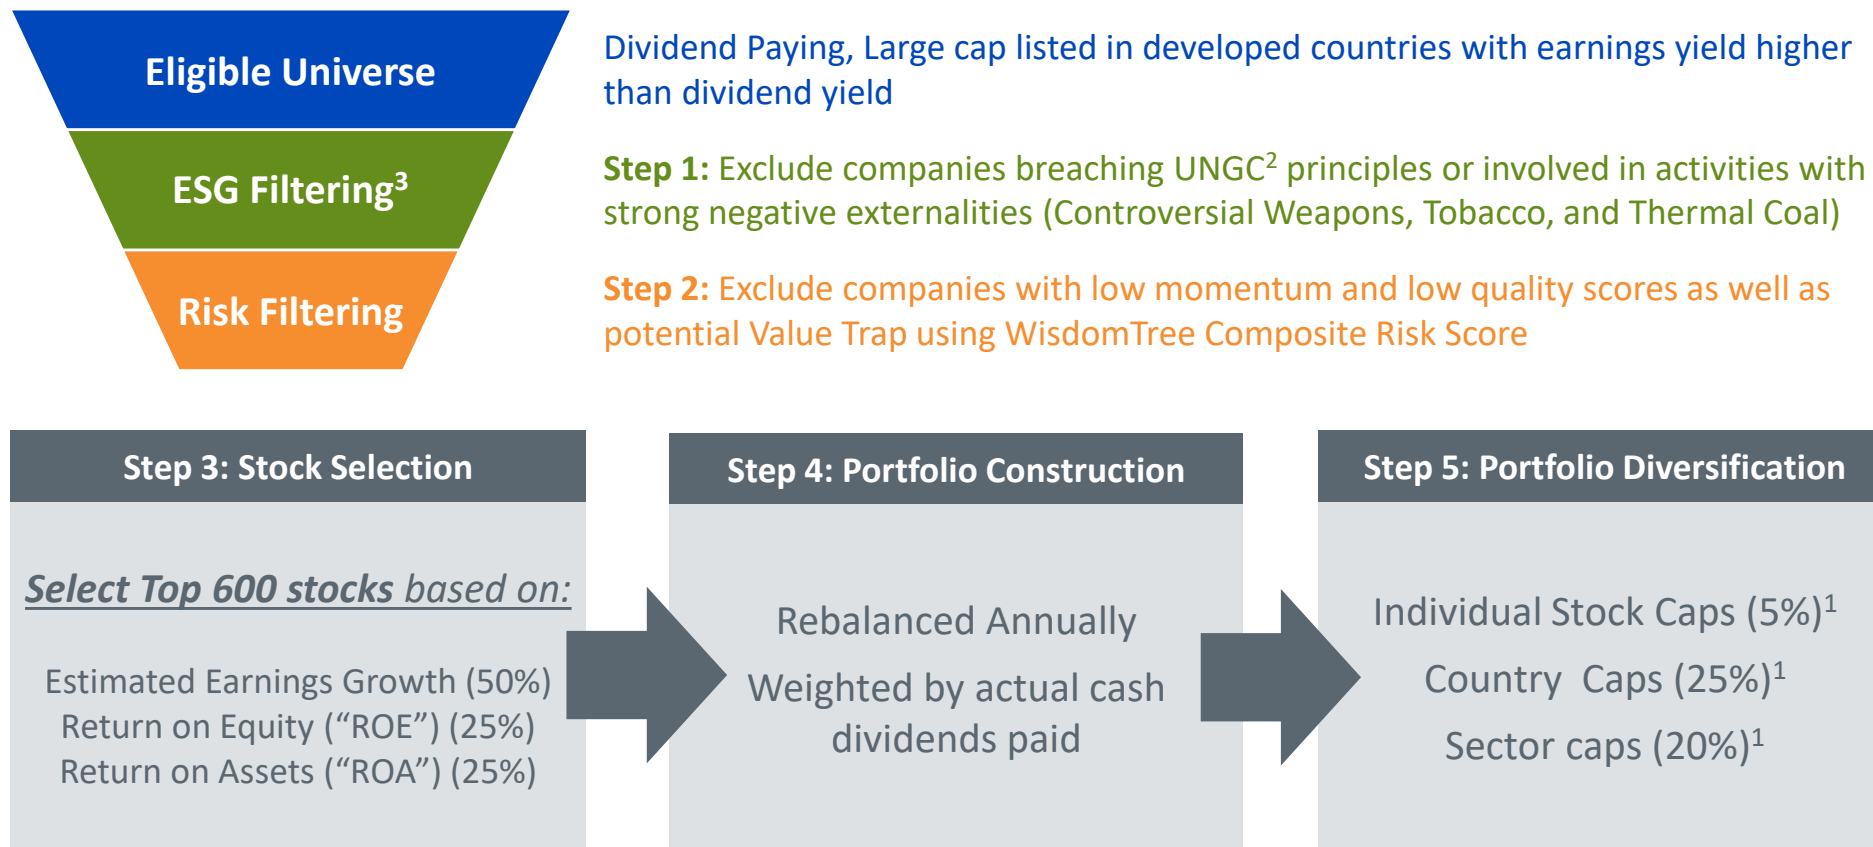 Eligible Universe
Dividend Paying, Large cap listed in developed countries with earnings yield higher
than dividend yield
ESG Filtering³
Step 1: Exclude companies breaching UNGC² principles or involved in activities with
strong negative externalities (Controversial Weapons, Tobacco, and Thermal Coal)
Risk Filtering
Step 2: Exclude companies with low momentum and low quality scores as well as
potential Value Trap using WisdomTree Composite Risk Score
Step 3: Stock Selection
Select Top 600 stocks based on:
Estimated Earnings Growth (50%)
Return on Equity (“ROE”) (25%)
Return on Assets (“ROA”) (25%)
Step 4: Portfolio Construction
Rebalanced Annually
Weighted by actual cash
dividends paid
Step 5: Portfolio Diversification
Individual Stock Caps (5%)¹
Country  Caps (25%)¹
Sector caps (20%)¹